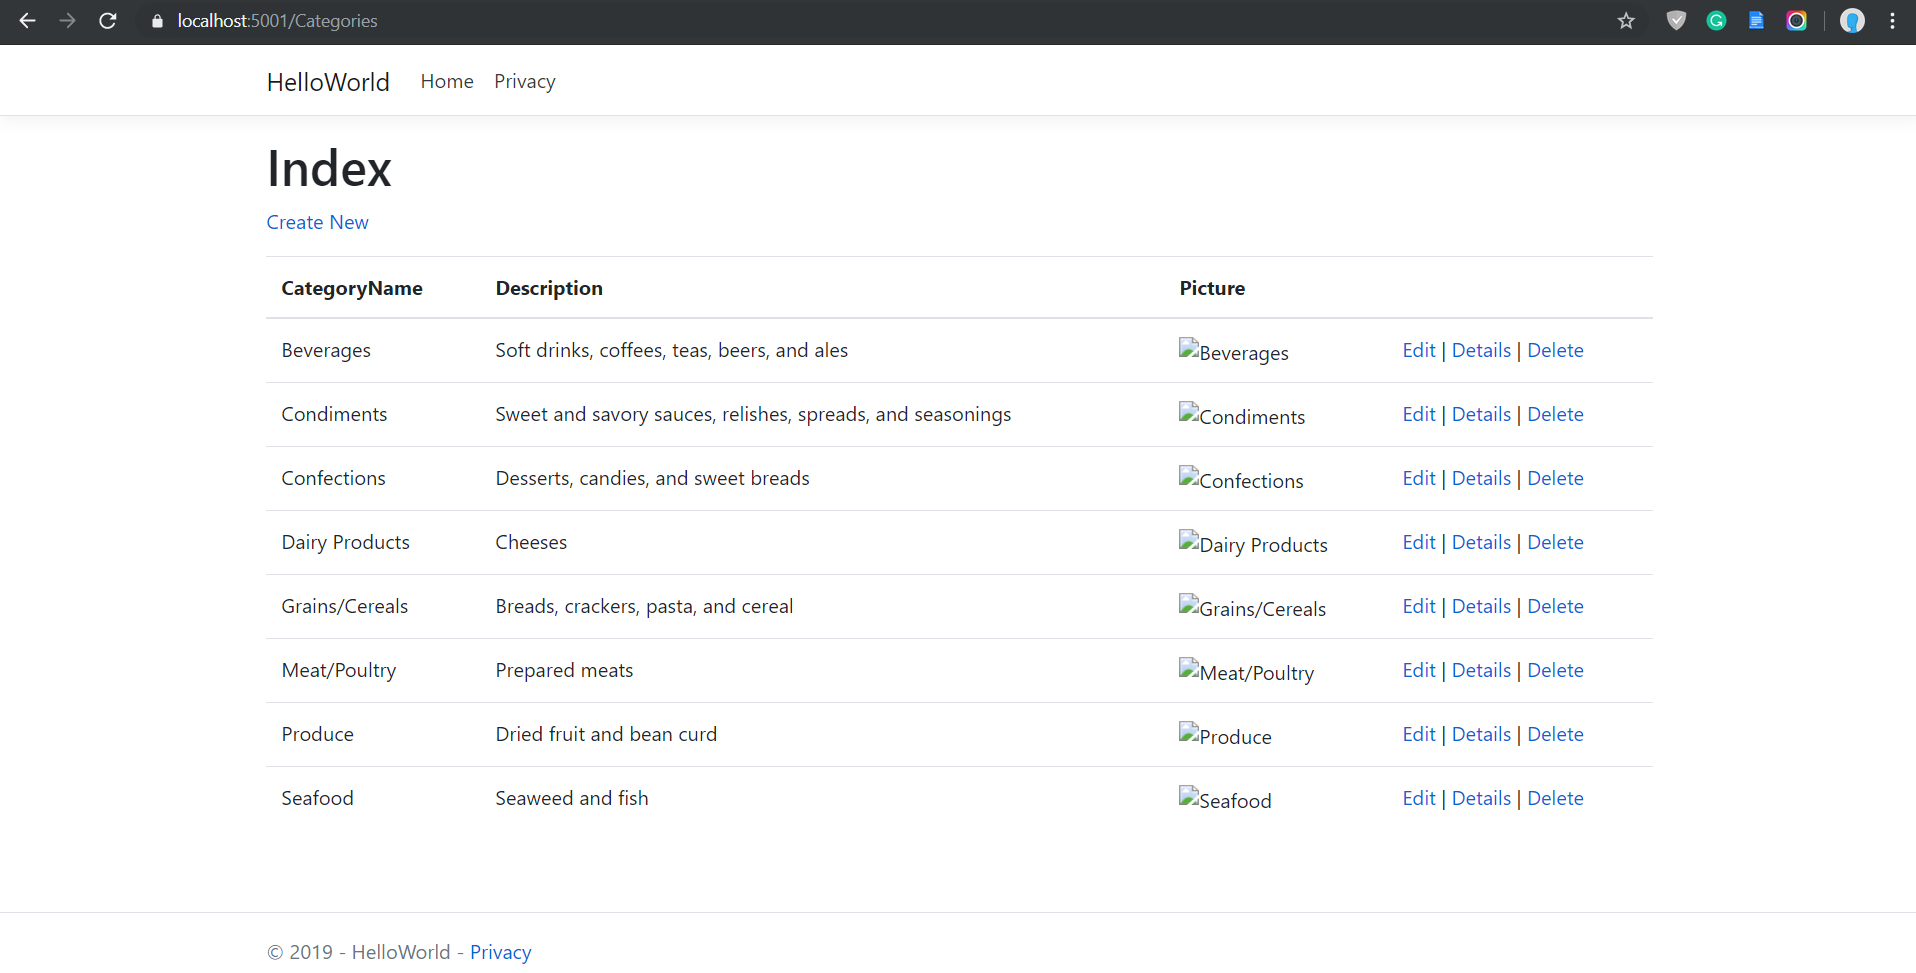 localhost:5001/Categories
HelloWorld Home Privacy
Index
Create New
CategoryName Description Picture
Beverages Soft drinks, coffees, teas, beers, and ales Beverages Edit | Details | Delete
Condiments Sweet and savory sauces, relishes, spreads, and seasonings Condiments Edit | Details | Delete
Confections Desserts, candies, and sweet breads Confections Edit | Details | Delete
Dairy Products Cheeses Dairy Products Edit | Details | Delete
Grains/Cereals Breads, crackers, pasta, and cereal Grains/Cereals Edit | Details | Delete
Meat/Poultry Prepared meats Meat/Poultry Edit | Details | Delete
Produce Dried fruit and bean curd Produce Edit | Details | Delete
Seafood Seaweed and fish Seafood Edit | Details | Delete
© 2019 - HelloWorld - Privacy